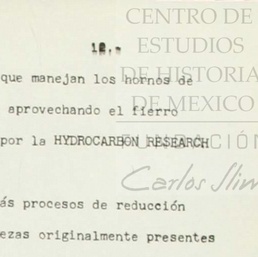 12.-
CENTRO DE
ESTUDIOS
DE HISTORIA
DE MEXICO
que manejan los hornos de
aprovechando el fierro
por la HYDROCARBON RESEARCH
FUNDACIÓN
Carlos Slim
ás procesos de reducción
ezas originalmente presentes